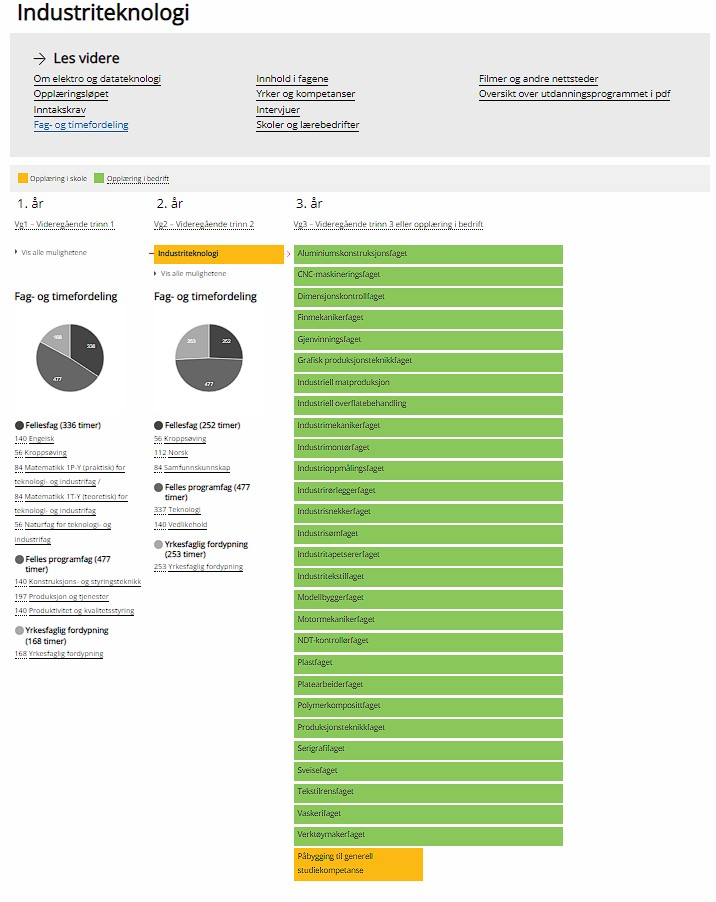 Industriteknologi
Les videre
Om elektro og datateknologi
Opplæringsløpet
Inntakskrav
Fag- og timefordeling
Innhold i fagene
Yrker og kompetanser
Intervjuer
Skoler og lærebedrifter
Filmer og andre nettsteder
Oversikt over utdanningsprogrammet i pdf
Opplæring i skole
Opplæring i bedrift
1. år
Vg1 – Videregående trinn 1
Vis alle mulighetene
Fag- og timefordeling
168
336
477
Fellesfag (336 timer)
140 Engelsk
56 Kroppsøving
84 Matematikk 1P-Y (praktisk) for
teknologi- og industrifag /
84 Matematikk 1T-Y (teoretisk) for
teknologi- og industrifag
56 Naturfag for teknologi- og
industrifag
Felles programfag (477
timer)
140 Konstruksjons- og styringsteknikk
197 Produksjon og tjenester
140 Produktivitet og kvalitetsstyring
Yrkesfaglig fordypning
(168 timer)
168 Yrkesfaglig fordypning
2. år
Vg2 – Videregående trinn 2
Industriteknologi
Vis alle mulighetene
Fag- og timefordeling
253
252
477
Fellesfag (252 timer)
56 Kroppsøving
112 Norsk
84 Samfunnskunnskap
Felles programfag (477
timer)
337 Teknologi
140 Vedlikehold
Yrkesfaglig fordypning
(253 timer)
253 Yrkesfaglig fordypning
3. år
Vg3 – Videregående trinn 3 eller opplæring i bedrift
Aluminiumskonstruksjonsfaget
CNC-maskineringsfaget
Dimensjonskontrollfaget
Finmekanikerfaget
Gjenvinningsfaget
Grafisk produksjonsteknikkfaget
Industriell matproduksjon
Industriell overflatebehandling
Industrimekanikerfaget
Industrimontørfaget
Industrioppmålingsfaget
Industrirørleggerfaget
Industrisnekkerfaget
Industrisømfaget
Industritapetsererfaget
Industritekstilfaget
Modellbyggerfaget
Motormekanikerfaget
NDT-kontrollørfaget
Plastfaget
Platearbeiderfaget
Polymerkomposittfaget
Produksjonsteknikkfaget
Serigrafifaget
Sveisefaget
Tekstilrensfaget
Vaskerifaget
Verktøymakerfaget
Påbygging til generell
studiekompetanse